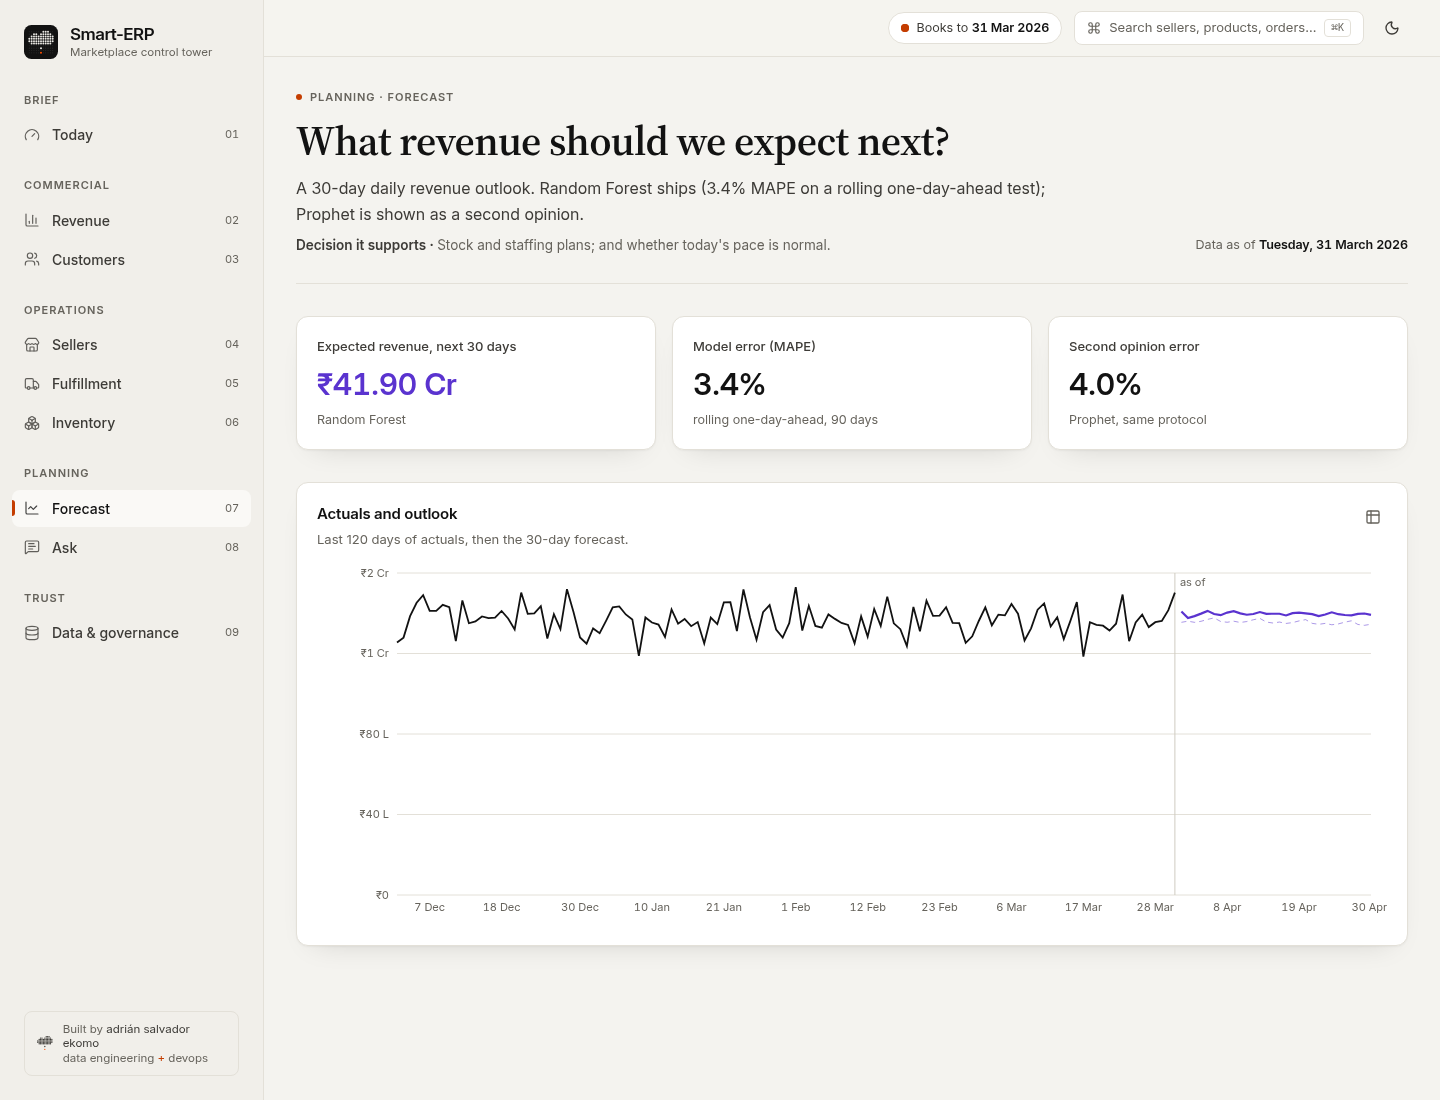 Smart-ERP
Marketplace control tower
BRIEF
Today 01
COMMERCIAL
Revenue 02
Customers 03
OPERATIONS
Sellers 04
Fulfillment 05
Inventory 06
PLANNING
Forecast 07
Ask 08
TRUST
Data & governance 09
Built by adrián salvador
ekomo
data engineering + devops
Books to 31 Mar 2026
Search sellers, products, orders... ⌘K
PLANNING · FORECAST
What revenue should we expect next?
A 30-day daily revenue outlook. Random Forest ships (3.4% MAPE on a rolling one-day-ahead test);
Prophet is shown as a second opinion.
Decision it supports · Stock and staffing plans; and whether today's pace is normal.
Data as of Tuesday, 31 March 2026
Expected revenue, next 30 days
₹41.90 Cr
Random Forest
Model error (MAPE)
3.4%
rolling one-day-ahead, 90 days
Second opinion error
4.0%
Prophet, same protocol
Actuals and outlook
Last 120 days of actuals, then the 30-day forecast.
₹2 Cr
as of
₹1 Cr
₹80 L
₹40 L
₹0
7 Dec 18 Dec 30 Dec 10 Jan 21 Jan 1 Feb 12 Feb 23 Feb 6 Mar 17 Mar 28 Mar 8 Apr 19 Apr 30 Apr